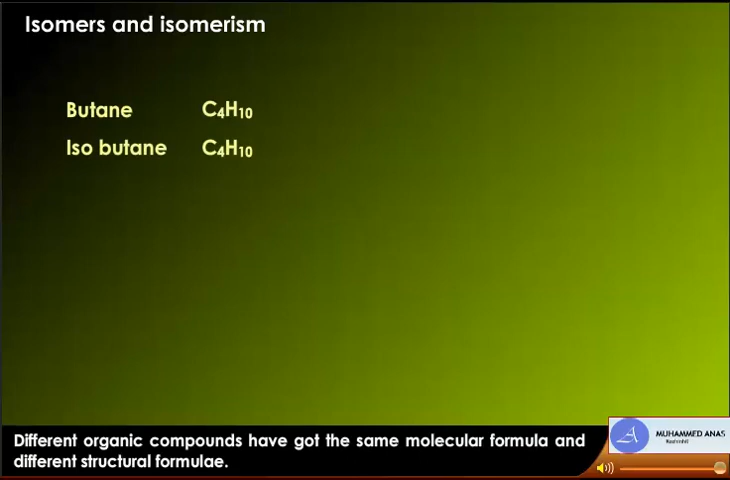 Isomers and isomerism
Butane C₄H₁₀
Iso butane C₄H₁₀
Different organic compounds have got the same molecular formula and
different structural formulae.
MUHAMMED ANAS